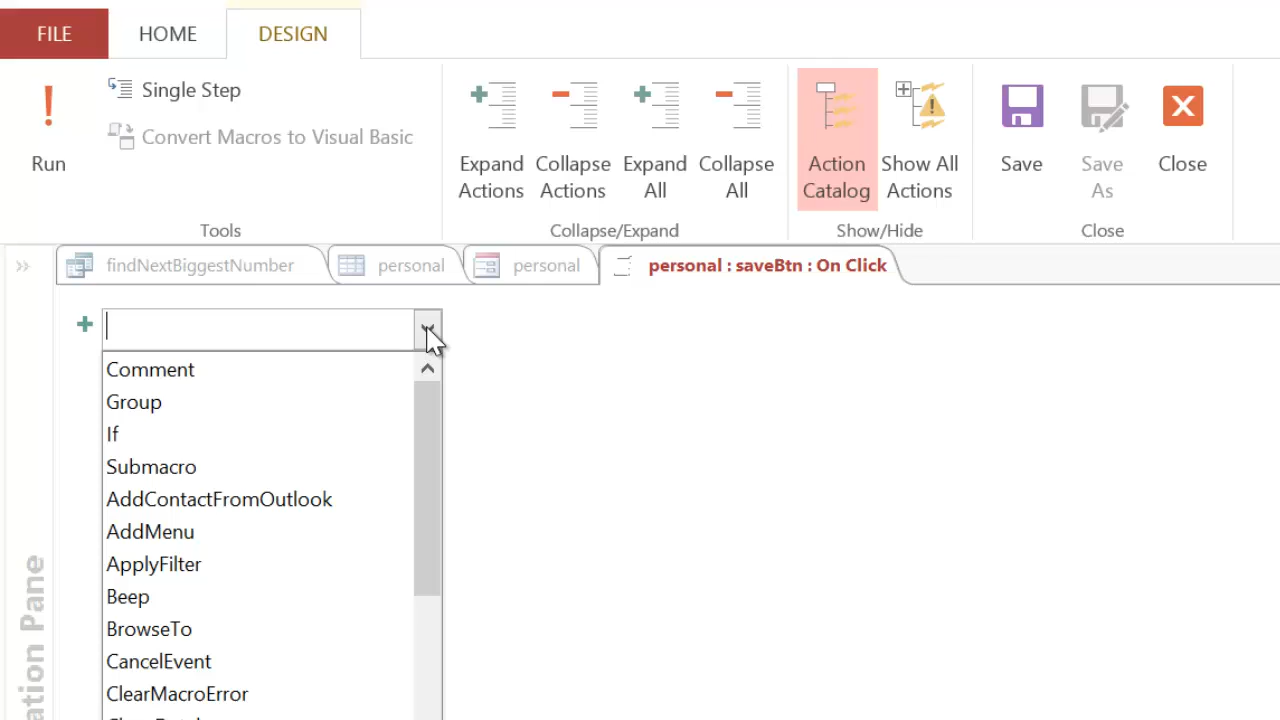 FILE
HOME
DESIGN
Run
Single Step
Convert Macros to Visual Basic
Expand Actions
Collapse Actions
Expand All
Collapse All
Action Catalog
Show All Actions
Save
Save As
Close
Tools
Collapse/Expand
Show/Hide
Close
findNextBiggestNumber
personal
personal
personal : saveBtn : On Click
Comment
Group
If
Submacro
AddContactFromOutlook
AddMenu
ApplyFilter
Beep
BrowseTo
CancelEvent
ClearMacroError
ation Pane